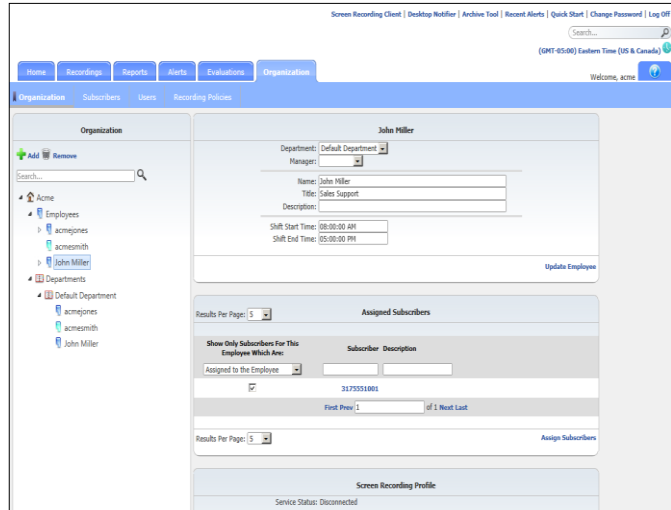 Screen Recording Client | Desktop Notifier | Archive Tool | Recent Alerts | Quick Start | Change Password | Log Off
Search...
(GMT-05:00) Eastern Time (US & Canada)
Home Recordings Reports Alerts Evaluations Organization
Welcome, acme
Organization Subscribers Users Recording Policies
Organization
Add Remove
Search...
Acme
Employees
acmejones
acmesmith
John Miller
Departments
Default Department
acmejones
acmesmith
John Miller
John Miller
Department: Default Department
Manager:
Name: John Miller
Title: Sales Support
Description:
Shift Start Time: 08:00:00 AM
Shift End Time: 05:00:00 PM
Update Employee
Results Per Page: 5 Assigned Subscribers
Show Only Subscribers For This Employee Which Are: Subscriber Description
Assigned to the Employee
3175551001
First Prev 1 of 1 Next Last
Results Per Page: 5 Assign Subscribers
Screen Recording Profile
Service Status: Disconnected